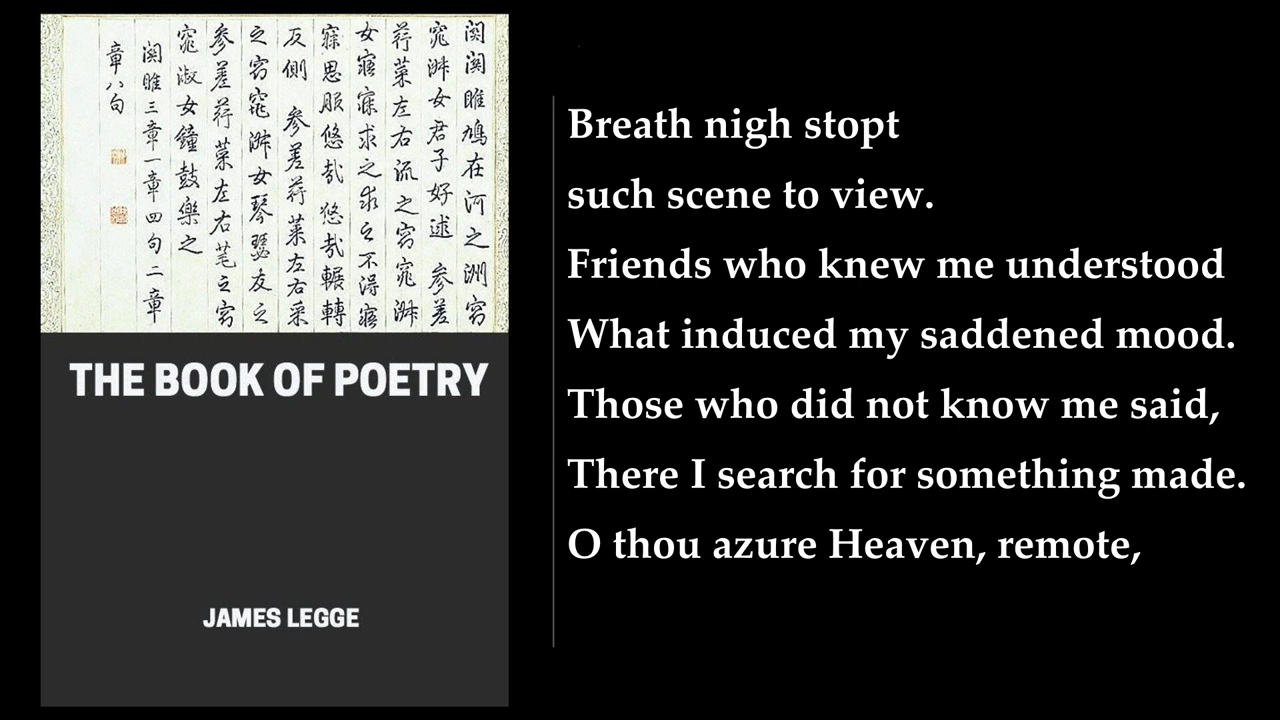 關關雎鳩在河之洲窈
窕淑女君子好逑 參差
荇菜左右流之窈窕淑
女寤寐求之求之不得寤
寐思服悠哉悠哉輾轉
反側 參差荇菜左右采
之窈窕淑女琴瑟友之
參差荇菜左右芼之窈
窕淑女鐘鼓樂之
關雎三章一章四句二章
章八句
THE BOOK OF POETRY
JAMES LEGGE
Breath nigh stopt
such scene to view.
Friends who knew me understood
What induced my saddened mood.
Those who did not know me said,
There I search for something made.
O thou azure Heaven, remote,